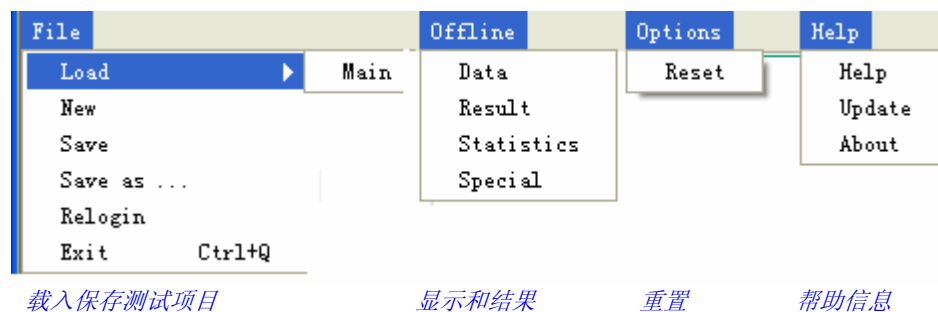 File Offline Options Help
Load Main Data Reset Help
New Result Update
Save Statistics About
Save as ... Special
Relogin
Exit Ctrl+Q
载入保存测试项目 显示和结果 重置 帮助信息